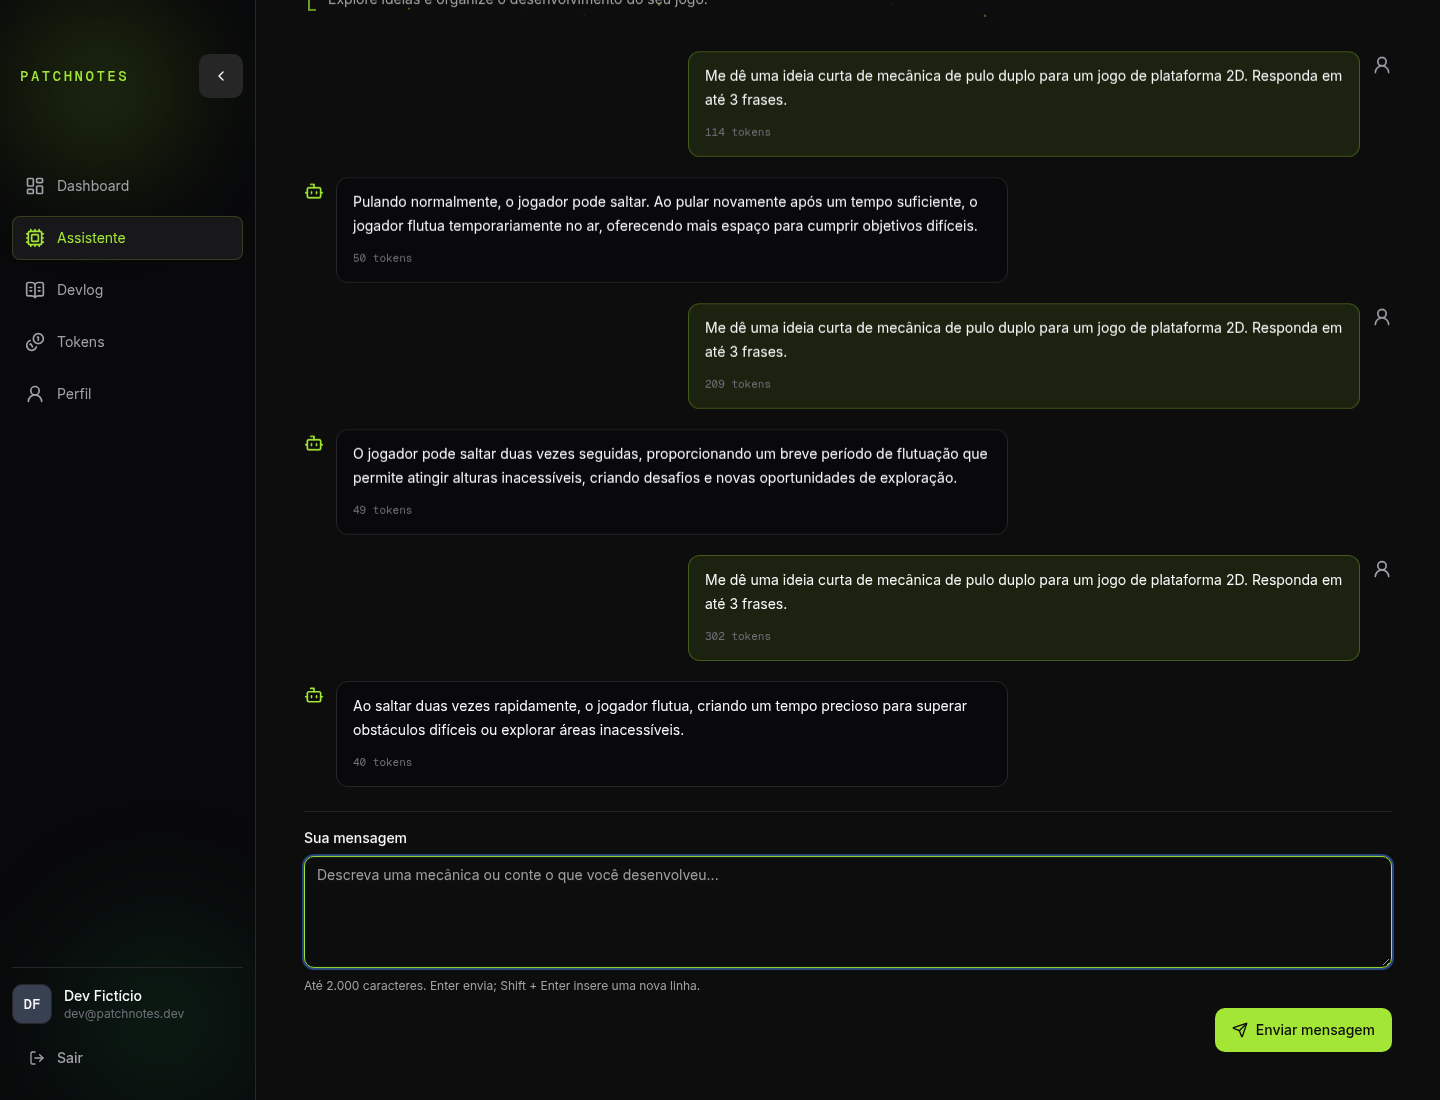 Explore ideias e organize o desenvolvimento do seu jogo.
PATCHNOTES
Dashboard
Assistente
Devlog
Tokens
Perfil
Me dê uma ideia curta de mecânica de pulo duplo para um jogo de plataforma 2D. Responda em
até 3 frases.
114 tokens
Pulando normalmente, o jogador pode saltar. Ao pular novamente após um tempo suficiente, o
jogador flutua temporariamente no ar, oferecendo mais espaço para cumprir objetivos difíceis.
50 tokens
Me dê uma ideia curta de mecânica de pulo duplo para um jogo de plataforma 2D. Responda em
até 3 frases.
209 tokens
O jogador pode saltar duas vezes seguidas, proporcionando um breve período de flutuação que
permite atingir alturas inacessíveis, criando desafios e novas oportunidades de exploração.
49 tokens
Me dê uma ideia curta de mecânica de pulo duplo para um jogo de plataforma 2D. Responda em
até 3 frases.
302 tokens
Ao saltar duas vezes rapidamente, o jogador flutua, criando um tempo precioso para superar
obstáculos difíceis ou explorar áreas inacessíveis.
40 tokens
Sua mensagem
Descreva uma mecânica ou conte o que você desenvolveu...
Até 2.000 caracteres. Enter envia; Shift + Enter insere uma nova linha.
Enviar mensagem
DF
Dev Fictício
dev@patchnotes.dev
Sair